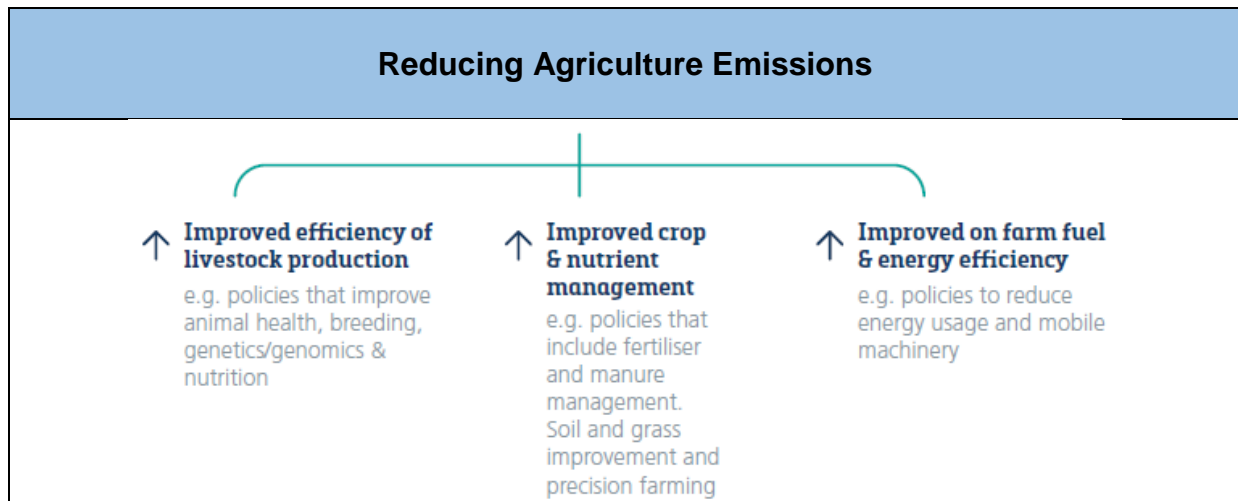 Reducing Agriculture Emissions
Improved efficiency of
livestock production
e.g. policies that improve
animal health, breeding,
genetics/genomics &
nutrition
Improved crop
& nutrient
management
e.g. policies that
include fertiliser
and manure
management.
Soil and grass
improvement and
precision farming
Improved on farm fuel
& energy efficiency
e.g. policies to reduce
energy usage and mobile
machinery